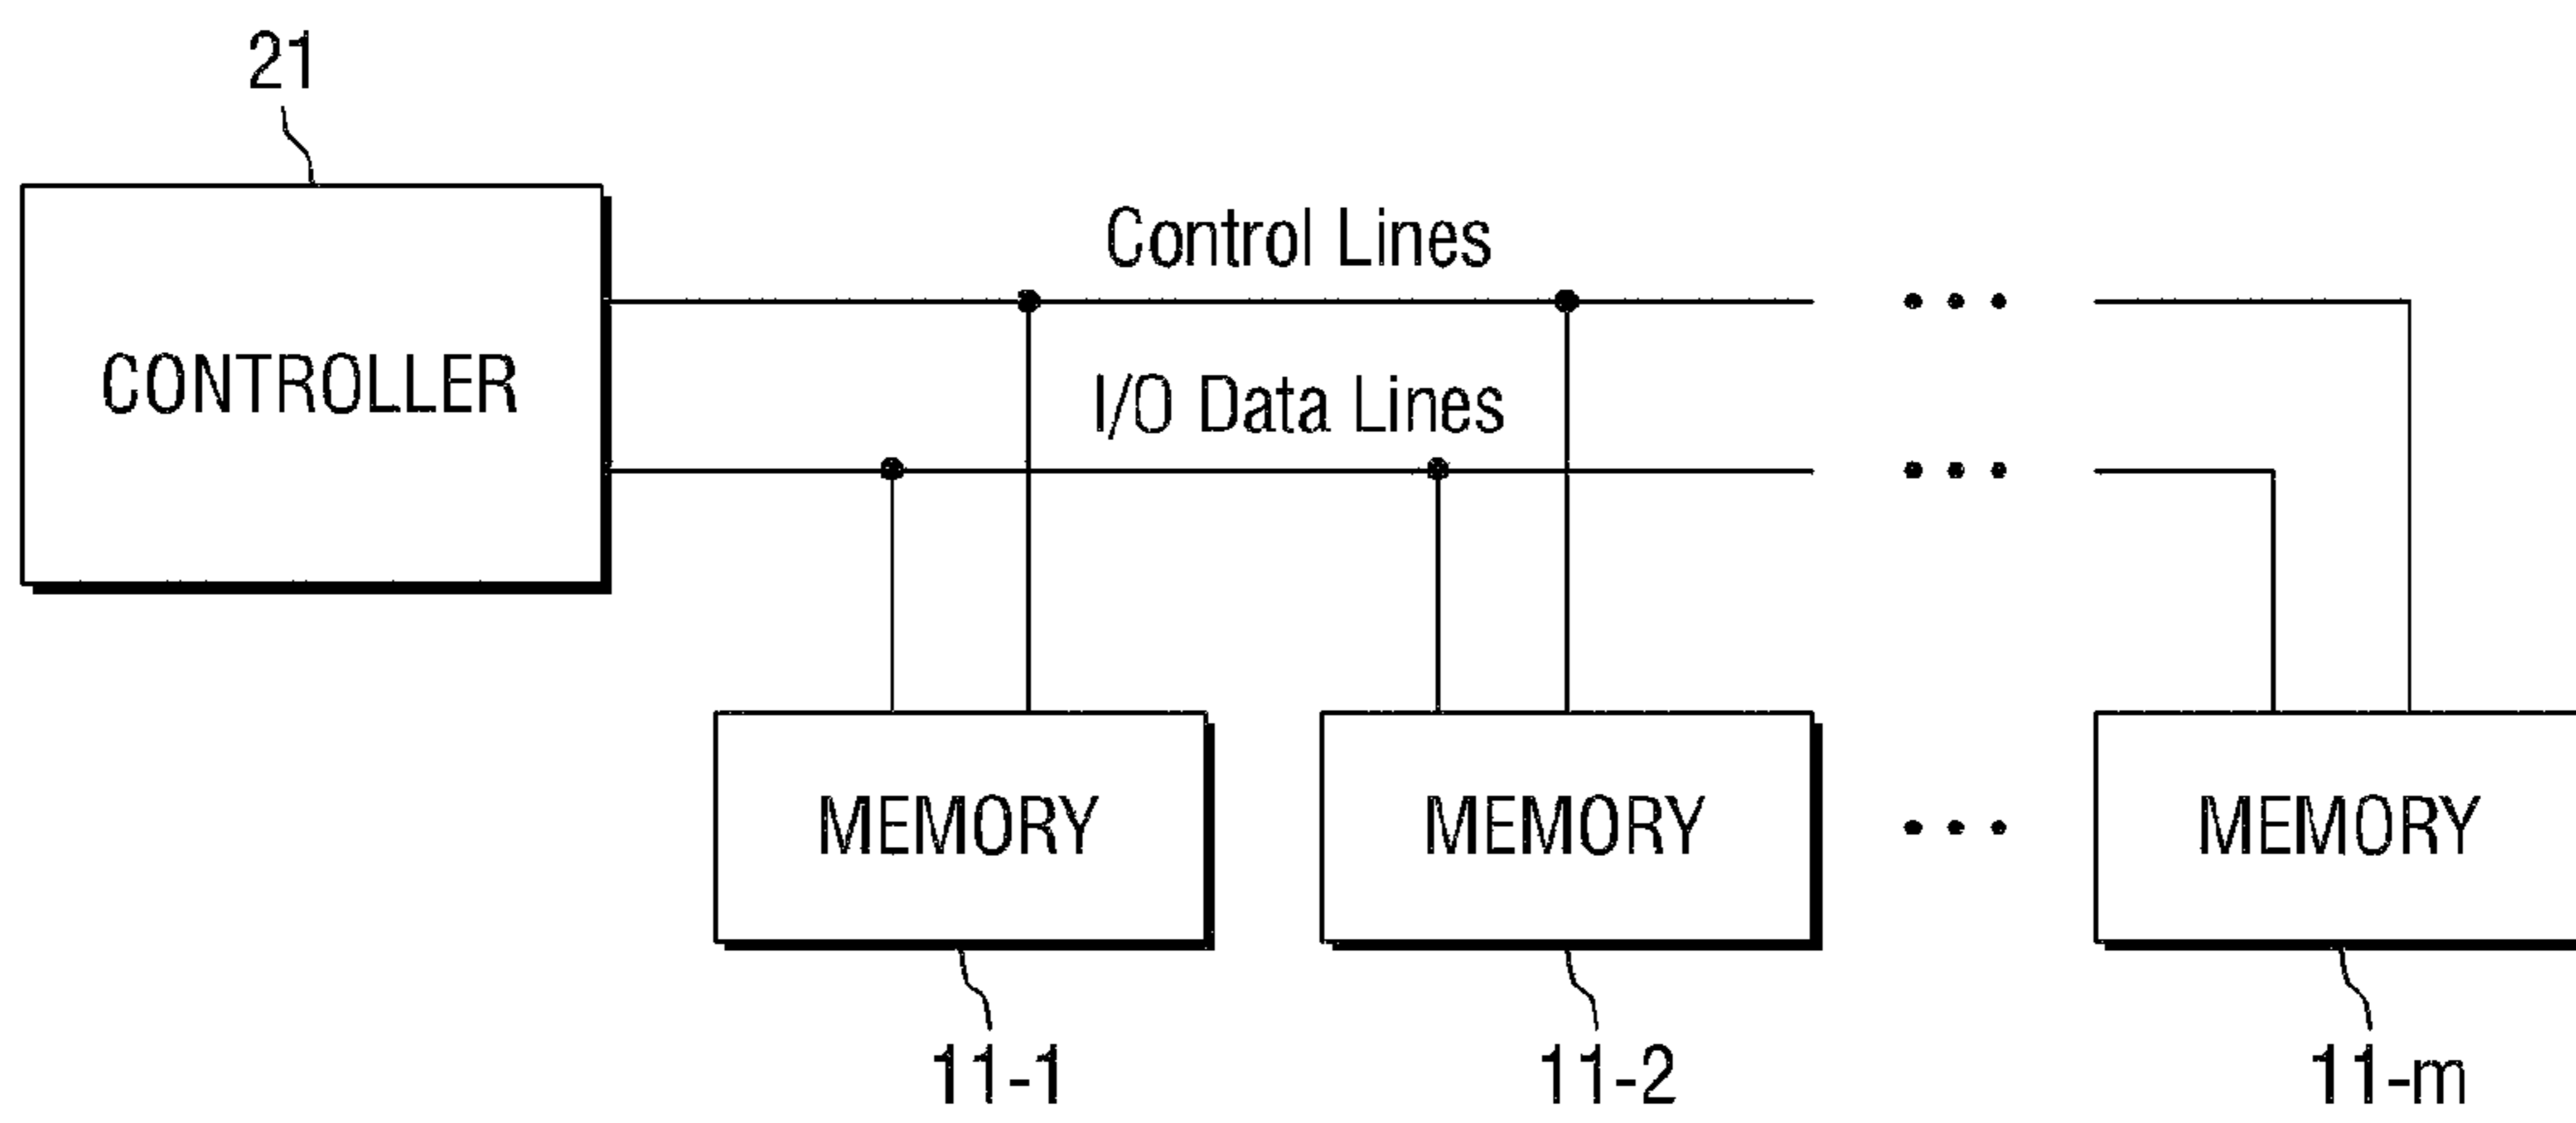 21
CONTROLLER
Control Lines
I/O Data Lines
MEMORY
MEMORY
MEMORY
11-1
11-2
11-m